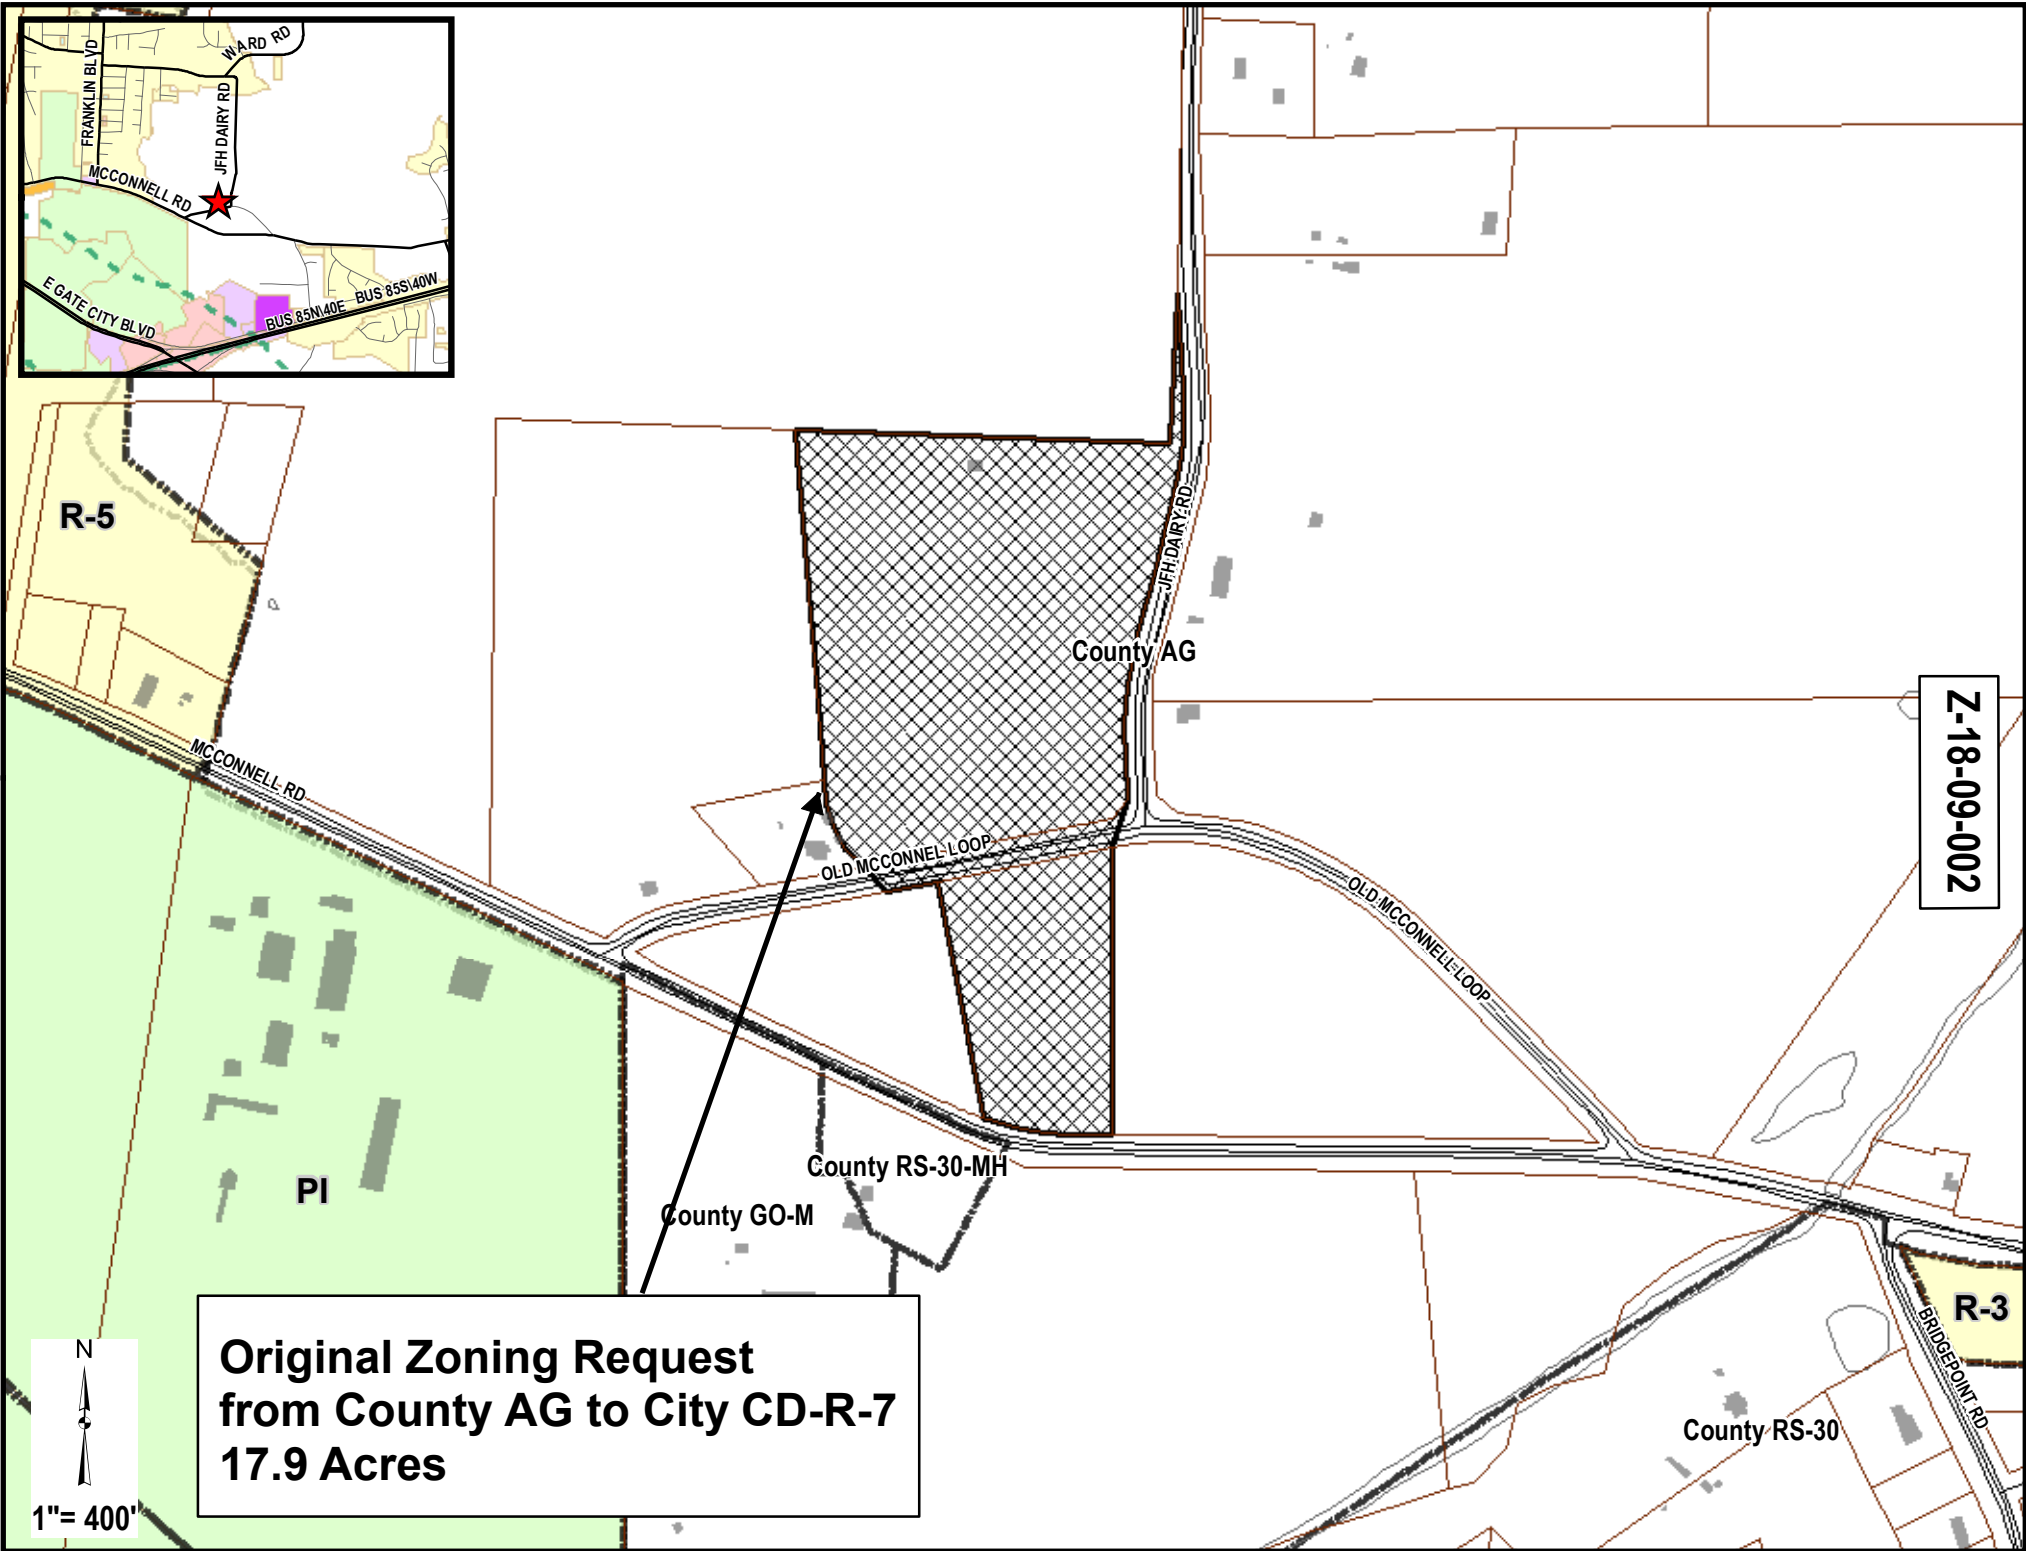 WARD RD
FRANKLIN BLVD
JFH DAIRY RD
MCCONNELL RD
E GATE CITY BLVD
BUS 85N\40E
BUS 85S\40W
R-5
JFH DAIRY RD
County AG
Z-18-09-002
MCCONNELL RD
OLD MCCONNEL LOOP
OLD MCCONNELL LOOP
County RS-30-MH
PI
County GO-M
R-3
BRIDGEPOINT RD
County RS-30
N
1"= 400'
Original Zoning Request
from County AG to City CD-R-7
17.9 Acres